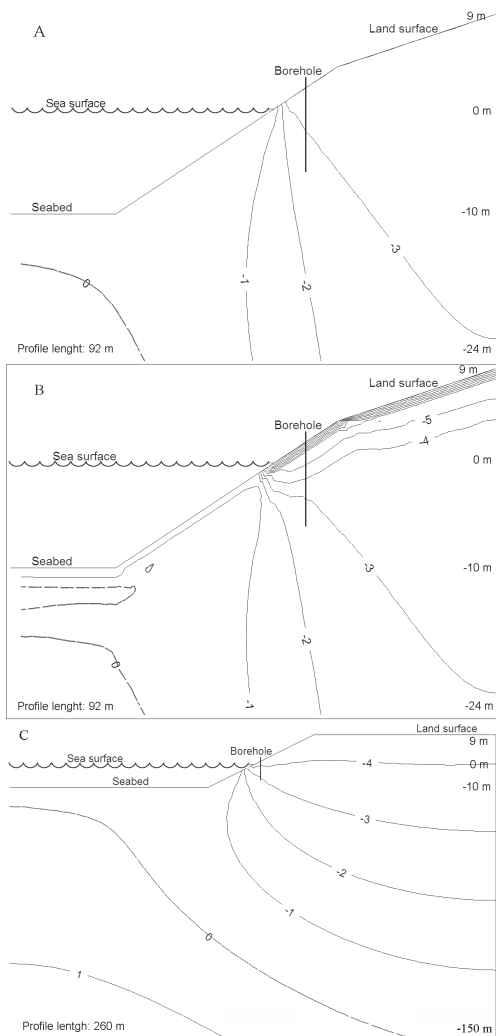 A
9 m
Land surface
Borehole
Sea surface
0 m
Seabed
-10 m
0
-1
-2
-3
Profile lenght: 92 m
-24 m
B
9 m
Land surface
Borehole
-5
-4
Sea surface
0 m
Seabed
0
-10 m
-3
-2
0
-1
Profile lenght: 92 m
-24 m
C
Land surface
9 m
Borehole
Sea surface
-4
0 m
Seabed
-10 m
-3
-2
-1
0
1
Profile lentgh: 260 m
-150 m